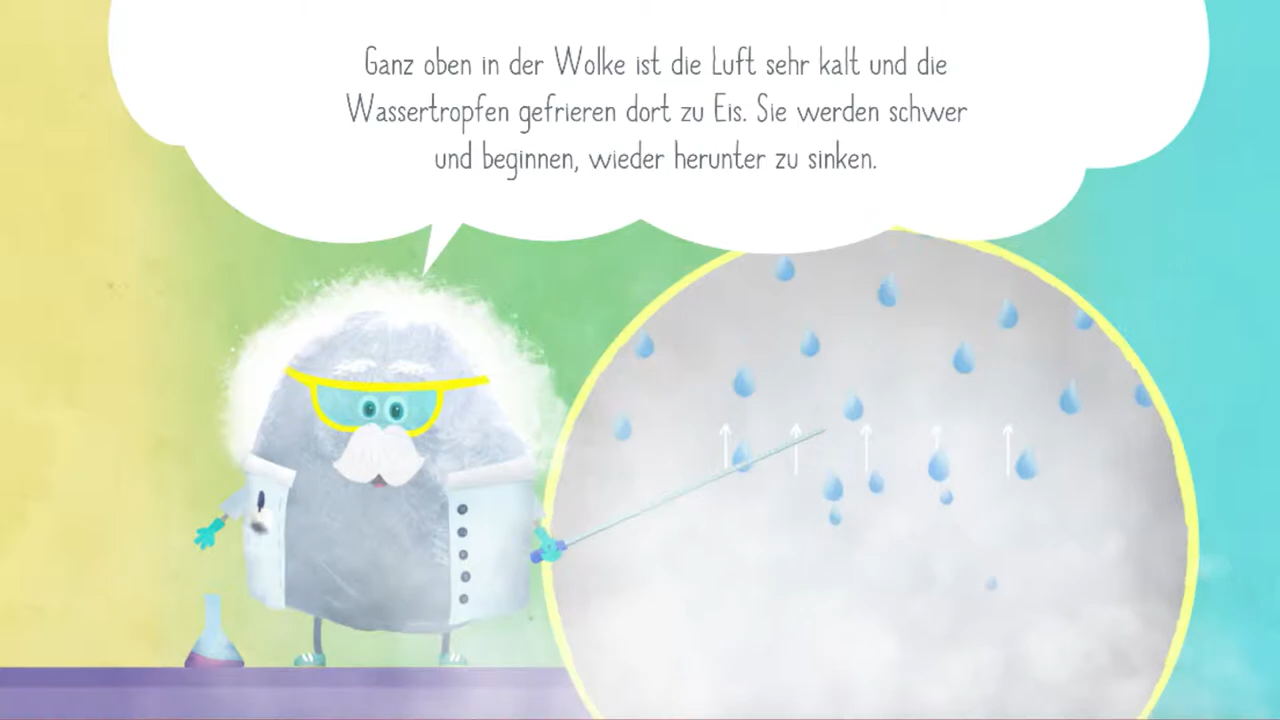 Ganz oben in der Wolke ist die Luft sehr kalt und die
Wassertropfen gefrieren dort zu Eis. Sie werden schwer
und beginnen, wieder herunter zu sinken.